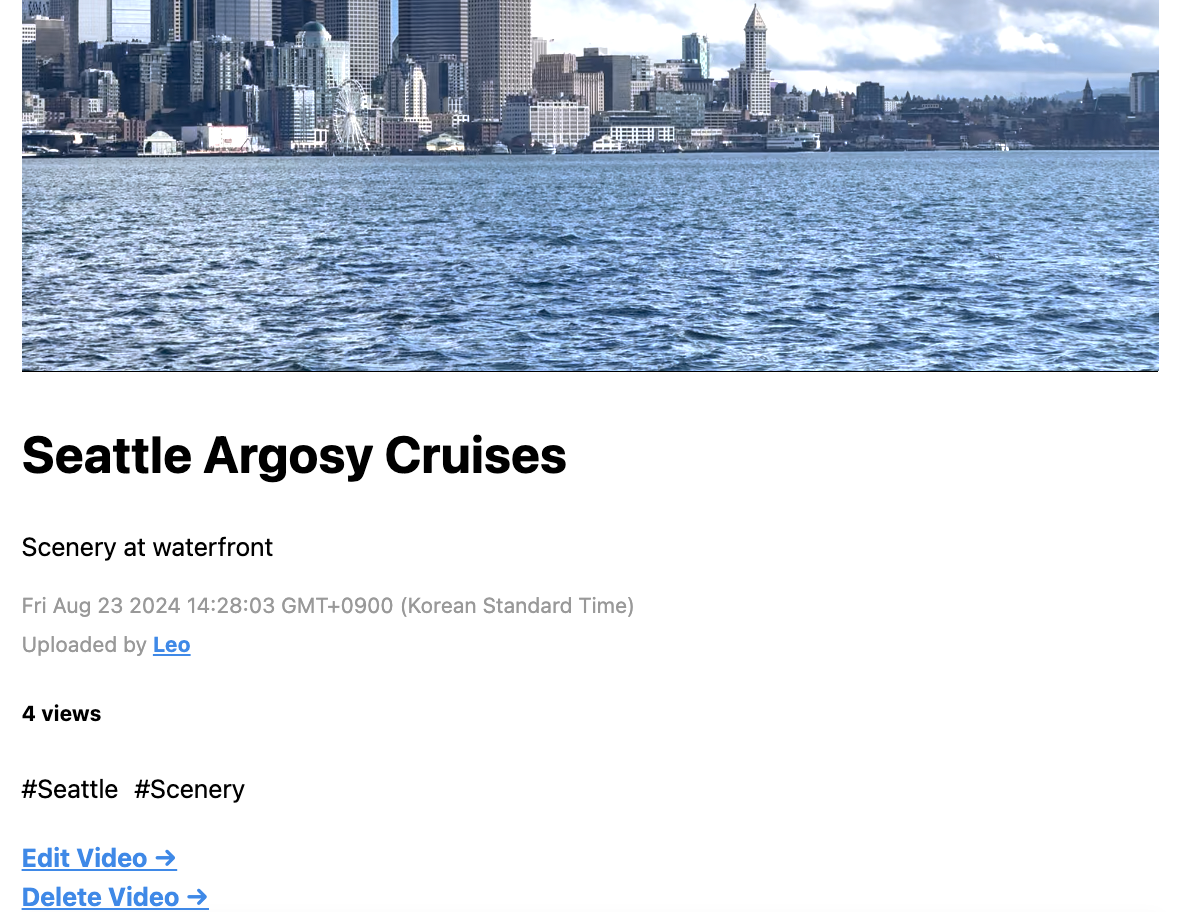 Seattle Argosy Cruises
Scenery at waterfront
Fri Aug 23 2024 14:28:03 GMT+0900 (Korean Standard Time)
Uploaded by Leo
4 views
#Seattle #Scenery
Edit Video →
Delete Video →